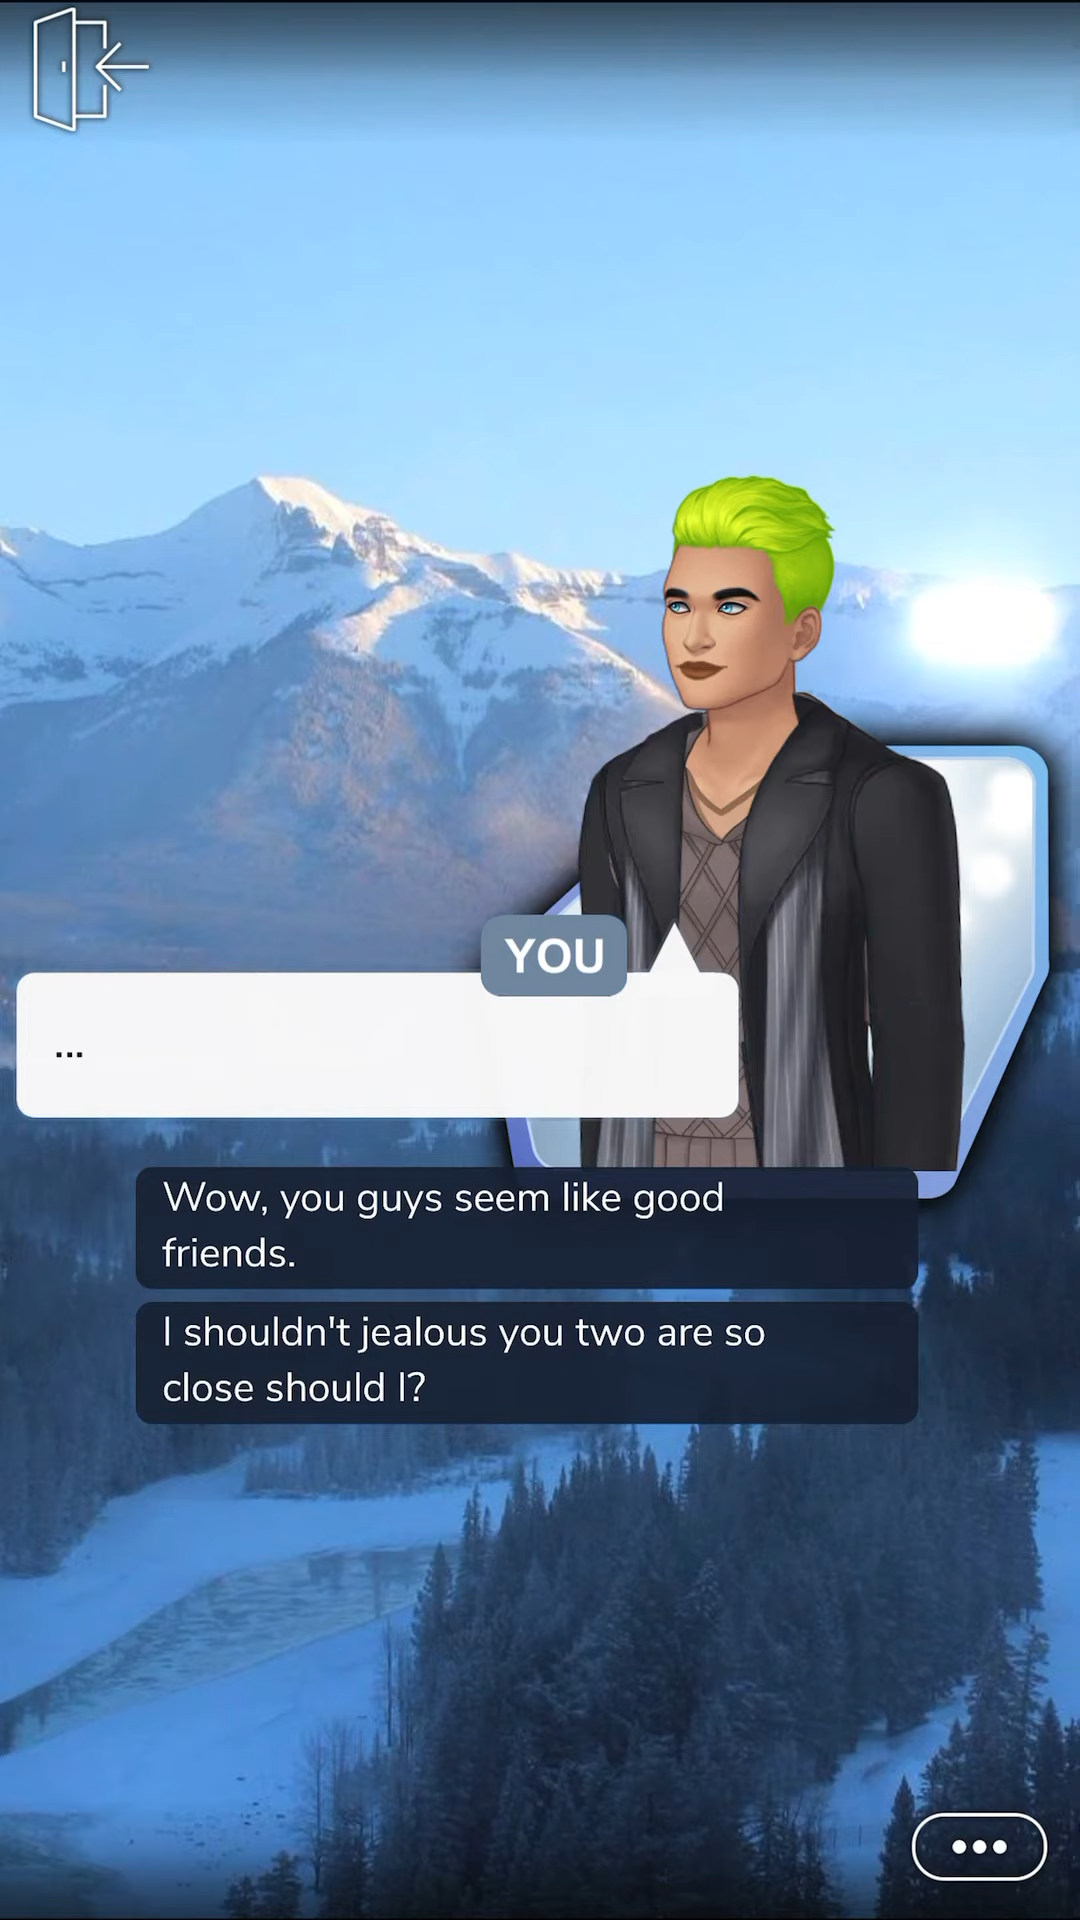 YOU
...
Wow, you guys seem like good
friends.
I shouldn't jealous you two are so
close should I?